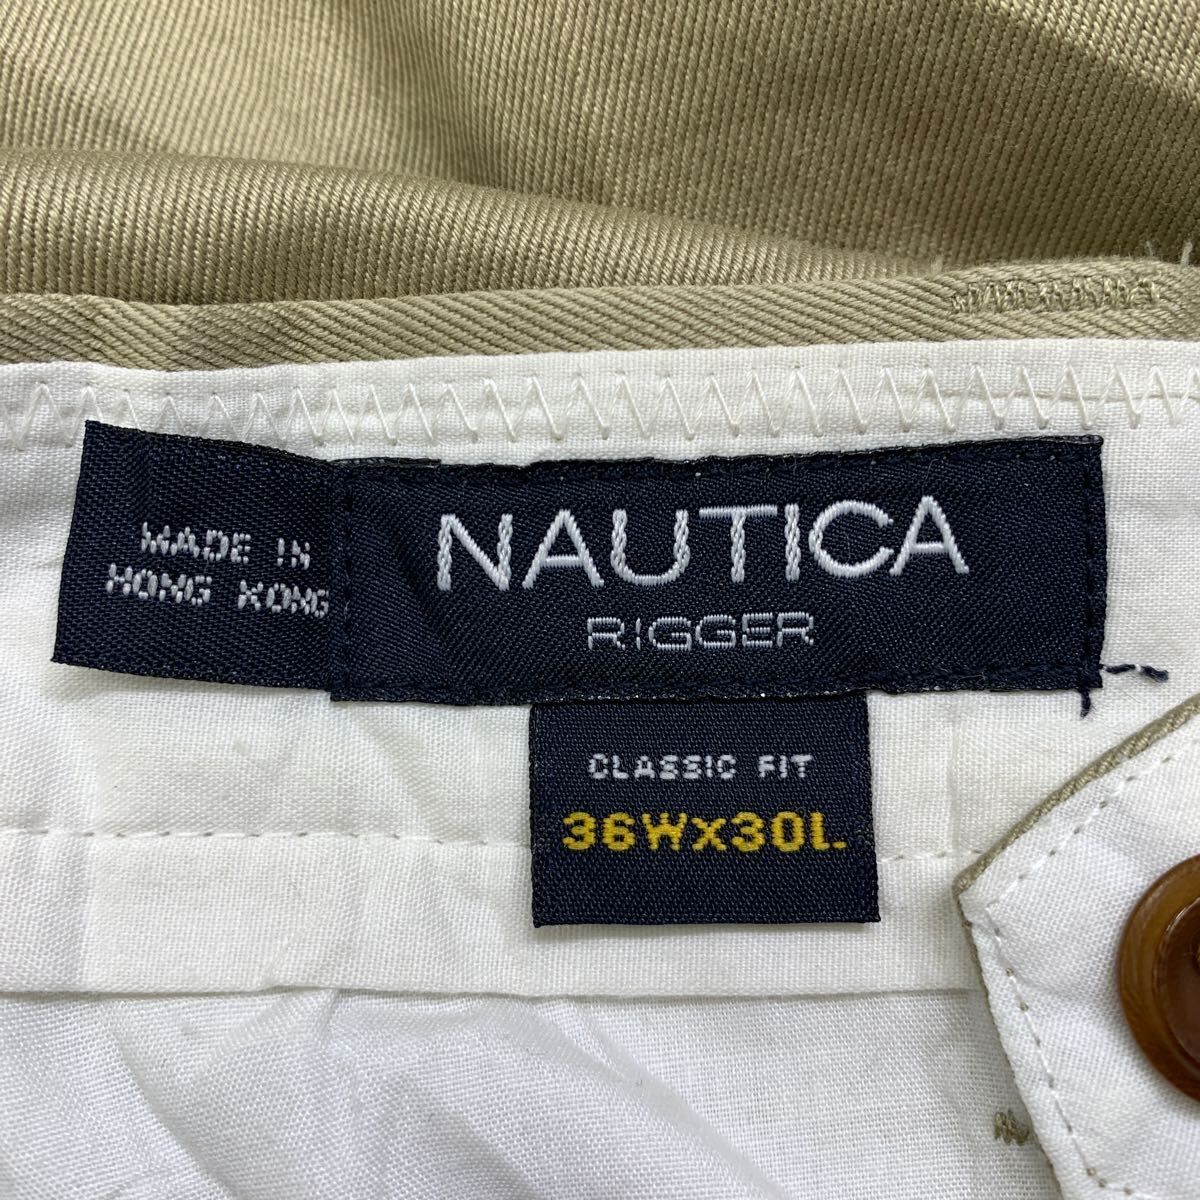 MADE IN
HONG KONG
NAUTICA
RIGGER
CLASSIC FIT
36WX30L